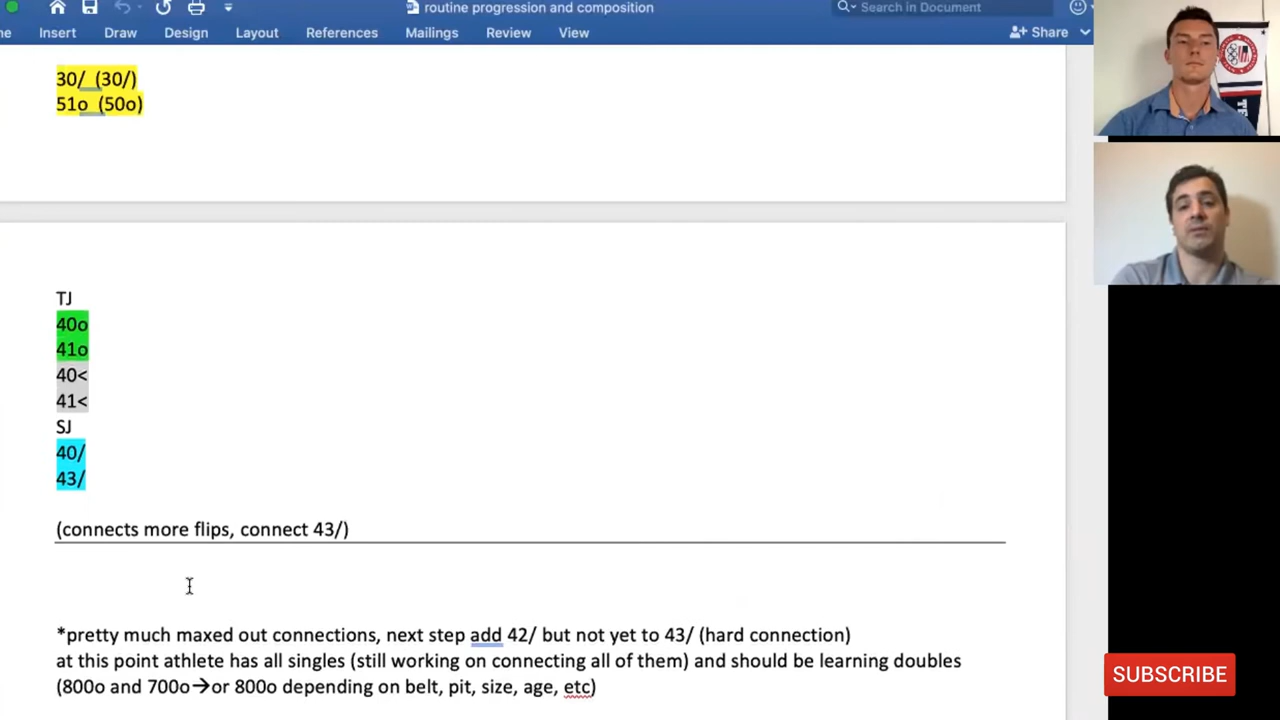 routine progression and composition
Search in Document
Insert Draw Design Layout References Mailings Review View
Share
30/ (30/)
51o (50o)
TJ
40o
41o
40<
41<
SJ
40/
43/
(connects more flips, connect 43/)
*pretty much maxed out connections, next step add 42/ but not yet to 43/ (hard connection)
at this point athlete has all singles (still working on connecting all of them) and should be learning doubles
(800o and 700o→or 800o depending on belt, pit, size, age, etc)
SUBSCRIBE